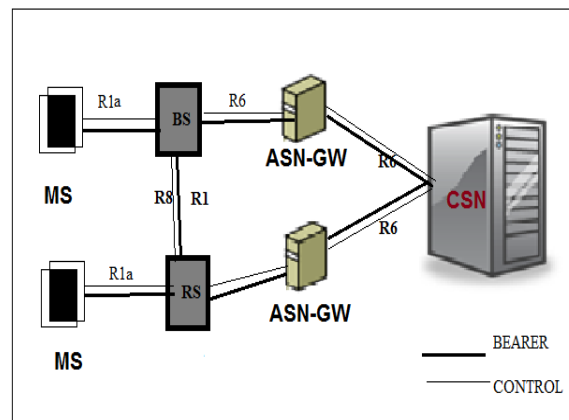 R1a
BS
R6
ASN-GW
MS
R6
CSN
R8
R1
R1a
RS
R6
ASN-GW
MS
BEARER
CONTROL